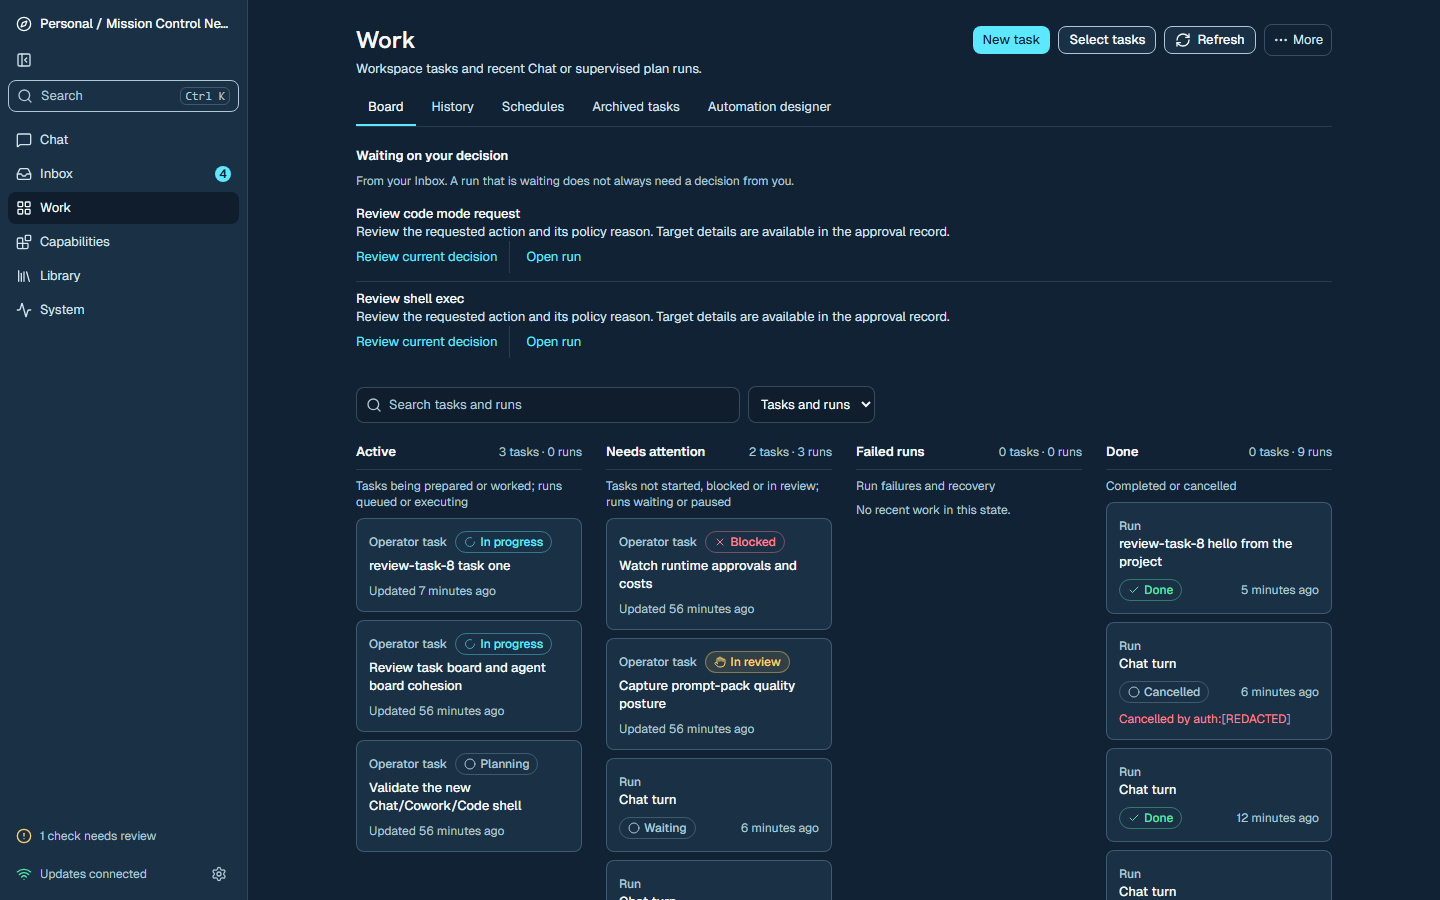 Personal / Mission Control Ne...
Search
Ctrl K
Chat
Inbox
4
Work
Capabilities
Library
System
1 check needs review
Updates connected
Work
New task
Select tasks
Refresh
More
Workspace tasks and recent Chat or supervised plan runs.
Board
History
Schedules
Archived tasks
Automation designer
Waiting on your decision
From your Inbox. A run that is waiting does not always need a decision from you.
Review code mode request
Review the requested action and its policy reason. Target details are available in the approval record.
Review current decision
Open run
Review shell exec
Review the requested action and its policy reason. Target details are available in the approval record.
Review current decision
Open run
Search tasks and runs
Tasks and runs
Active
3 tasks · 0 runs
Tasks being prepared or worked; runs
queued or executing
Operator task
In progress
review-task-8 task one
Updated 7 minutes ago
Operator task
In progress
Review task board and agent
board cohesion
Updated 56 minutes ago
Operator task
Planning
Validate the new
Chat/Cowork/Code shell
Updated 56 minutes ago
Needs attention
2 tasks · 3 runs
Tasks not started, blocked or in review;
runs waiting or paused
Operator task
Blocked
Watch runtime approvals and
costs
Updated 56 minutes ago
Operator task
In review
Capture prompt-pack quality
posture
Updated 56 minutes ago
Run
Chat turn
Waiting
6 minutes ago
Run
Chat turn
Failed runs
0 tasks · 0 runs
Run failures and recovery
No recent work in this state.
Done
0 tasks · 9 runs
Completed or cancelled
Run
review-task-8 hello from the
project
Done
5 minutes ago
Run
Chat turn
Cancelled
6 minutes ago
Cancelled by auth:[REDACTED]
Run
Chat turn
Done
12 minutes ago
Run
Chat turn